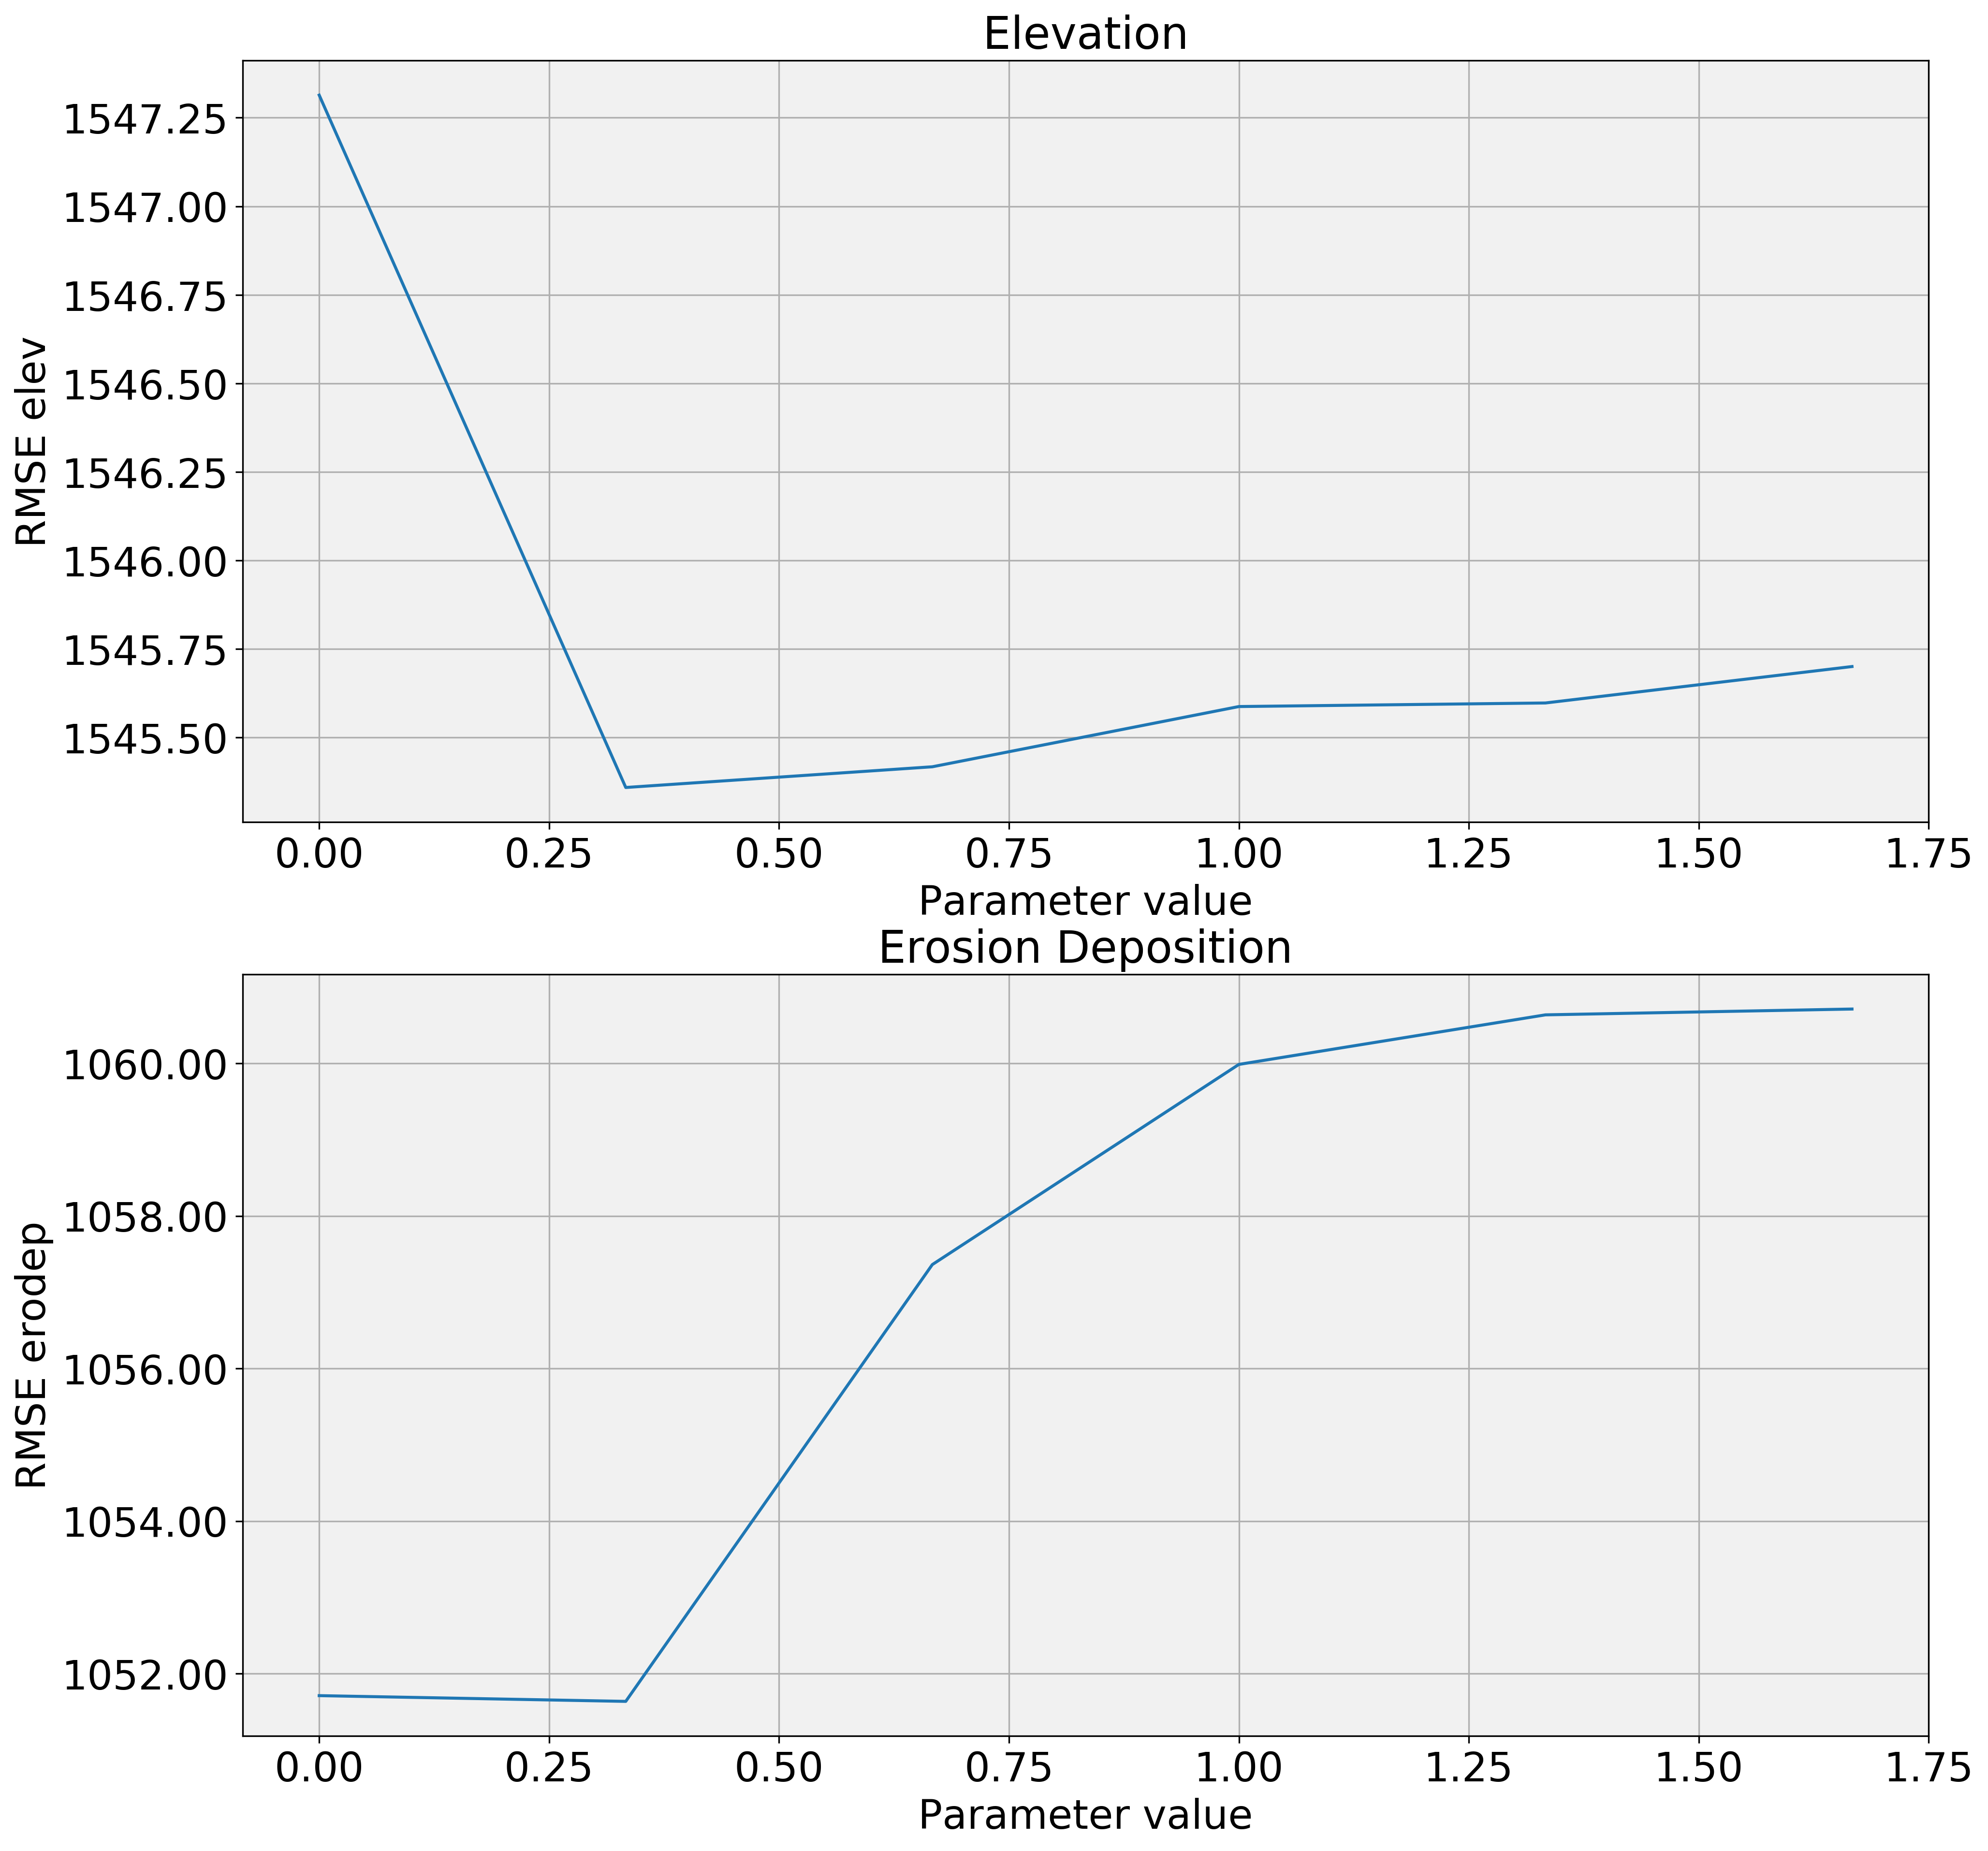 Elevation
RMSE elev
1547.25
1547.00
1546.75
1546.50
1546.25
1546.00
1545.75
1545.50
0.00 0.25 0.50 0.75 1.00 1.25 1.50 1.75
Parameter value
Erosion Deposition
RMSE erodep
1060.00
1058.00
1056.00
1054.00
1052.00
0.00 0.25 0.50 0.75 1.00 1.25 1.50 1.75
Parameter value